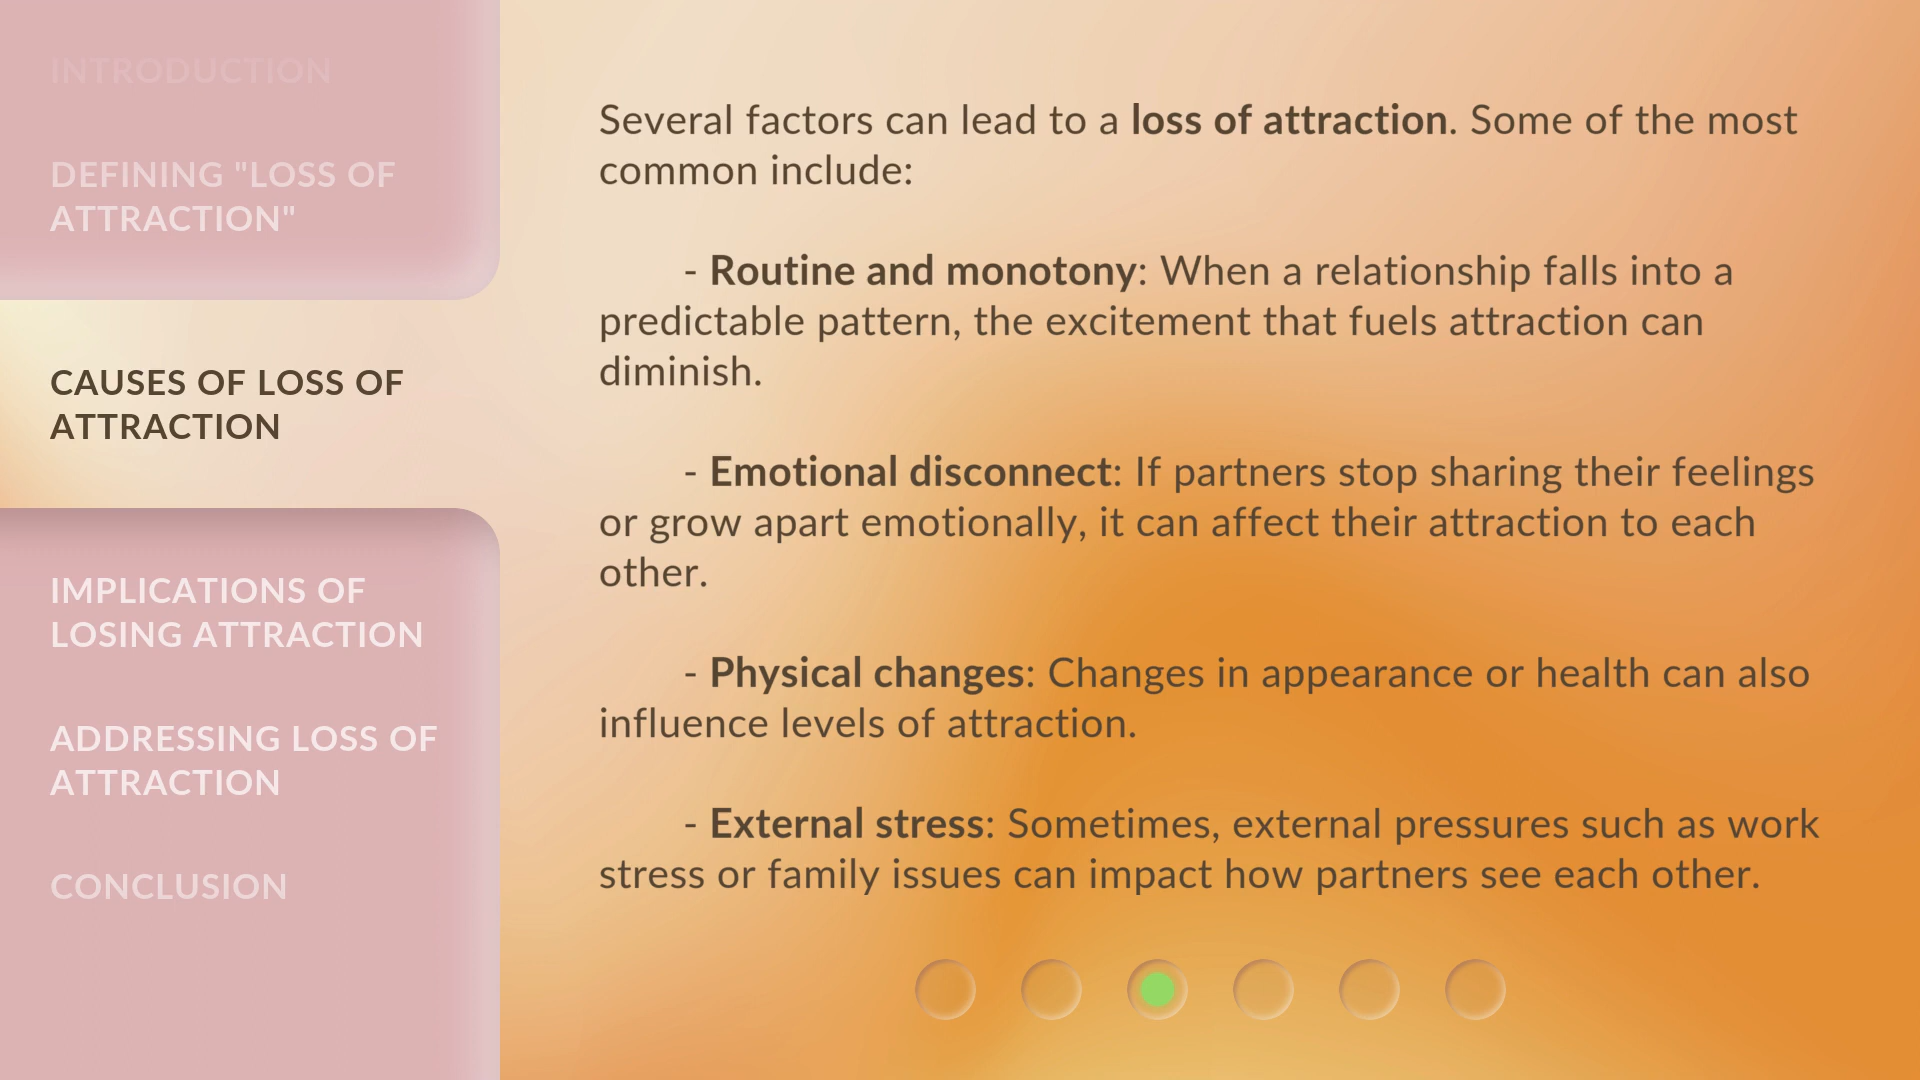 INTRODUCTION
DEFINING "LOSS OF
ATTRACTION"
CAUSES OF LOSS OF
ATTRACTION
IMPLICATIONS OF
LOSING ATTRACTION
ADDRESSING LOSS OF
ATTRACTION
CONCLUSION
Several factors can lead to a loss of attraction. Some of the most
common include:
- Routine and monotony: When a relationship falls into a
predictable pattern, the excitement that fuels attraction can
diminish.
- Emotional disconnect: If partners stop sharing their feelings
or grow apart emotionally, it can affect their attraction to each
other.
- Physical changes: Changes in appearance or health can also
influence levels of attraction.
- External stress: Sometimes, external pressures such as work
stress or family issues can impact how partners see each other.